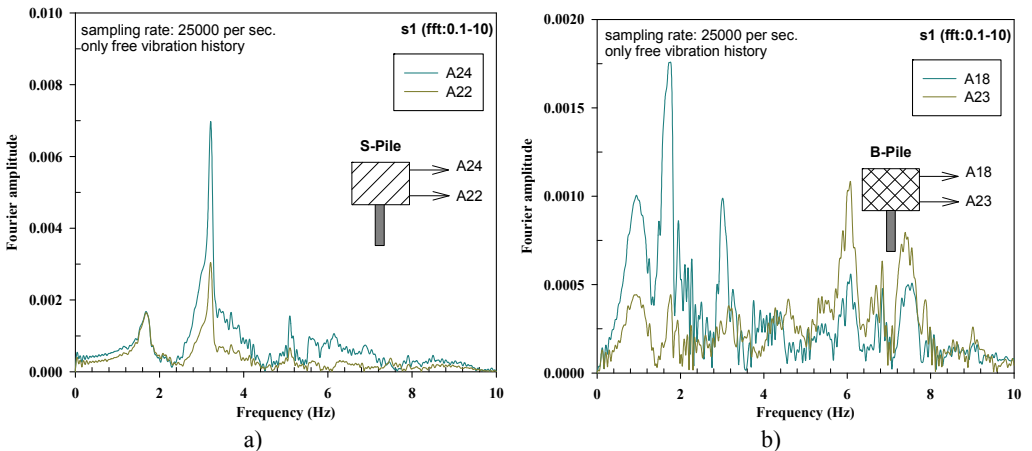 sampling rate: 25000 per sec.
only free vibration history
s1 (fft:0.1-10)
A24
A22
S-Pile
A24
A22
0.010
0.008
0.006
0.004
0.002
0.000
Fourier amplitude
0 2 4 6 8 10
Frequency (Hz)
a)
sampling rate: 25000 per sec.
only free vibration history
s1 (fft:0.1-10)
A18
A23
B-Pile
A18
A23
0.0020
0.0015
0.0010
0.0005
0.0000
Fourier amplitude
0 2 4 6 8 10
Frequency (Hz)
b)